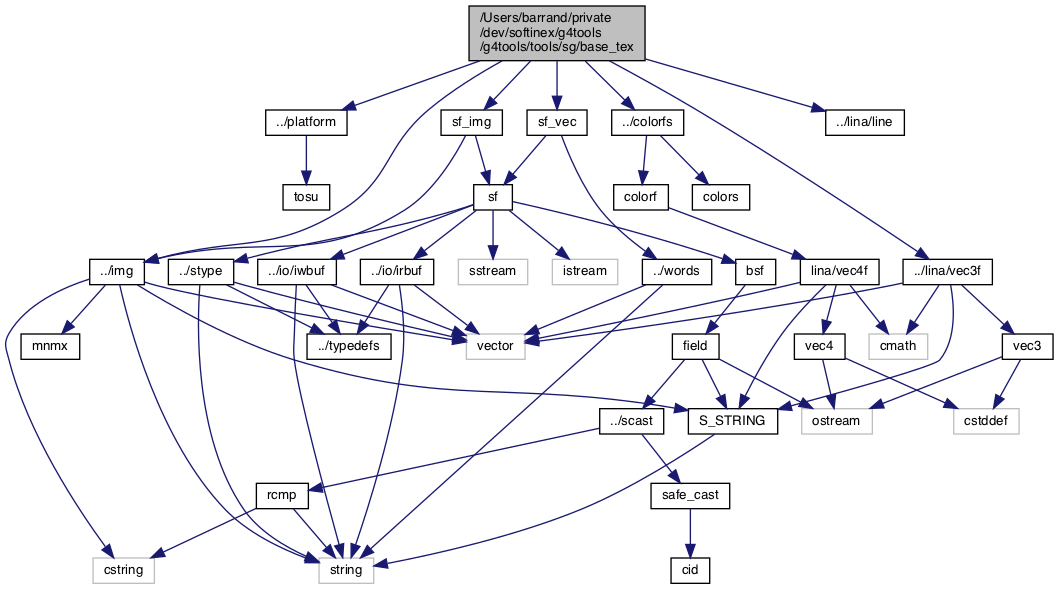 /Users/barrand/private
/dev/softinex/g4tools
/g4tools/tools/sg/base_tex
../platform
sf_img
sf_vec
../colorfs
../lina/line
tosu
sf
colorf
colors
../img
../stype
../io/iwbuf
../io/irbuf
sstream
istream
../words
bsf
lina/vec4f
../lina/vec3f
mnmx
../typedefs
vector
field
vec4
cmath
vec3
../scast
S_STRING
ostream
cstddef
rcmp
safe_cast
cstring
string
cid